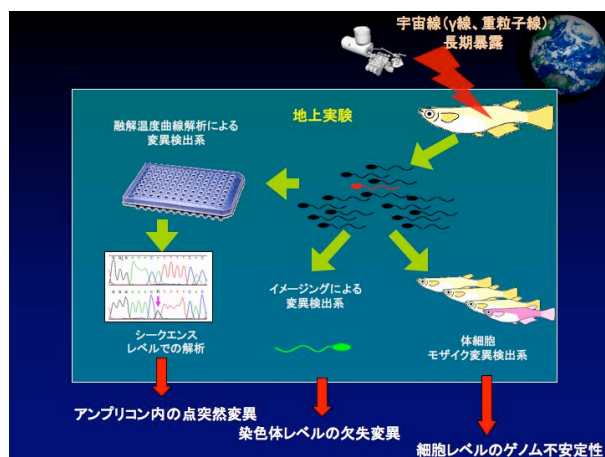 宇宙線(γ線、重粒子線)
長期暴露
地上実験
融解温度曲線解析による
変異検出系
イメージングによる
変異検出系
シークエンス
レベルでの解析
体細胞
モザイク変異検出系
アンプリコン内の点突然変異
染色体レベルの欠失変異
細胞レベルのゲノム不安定性